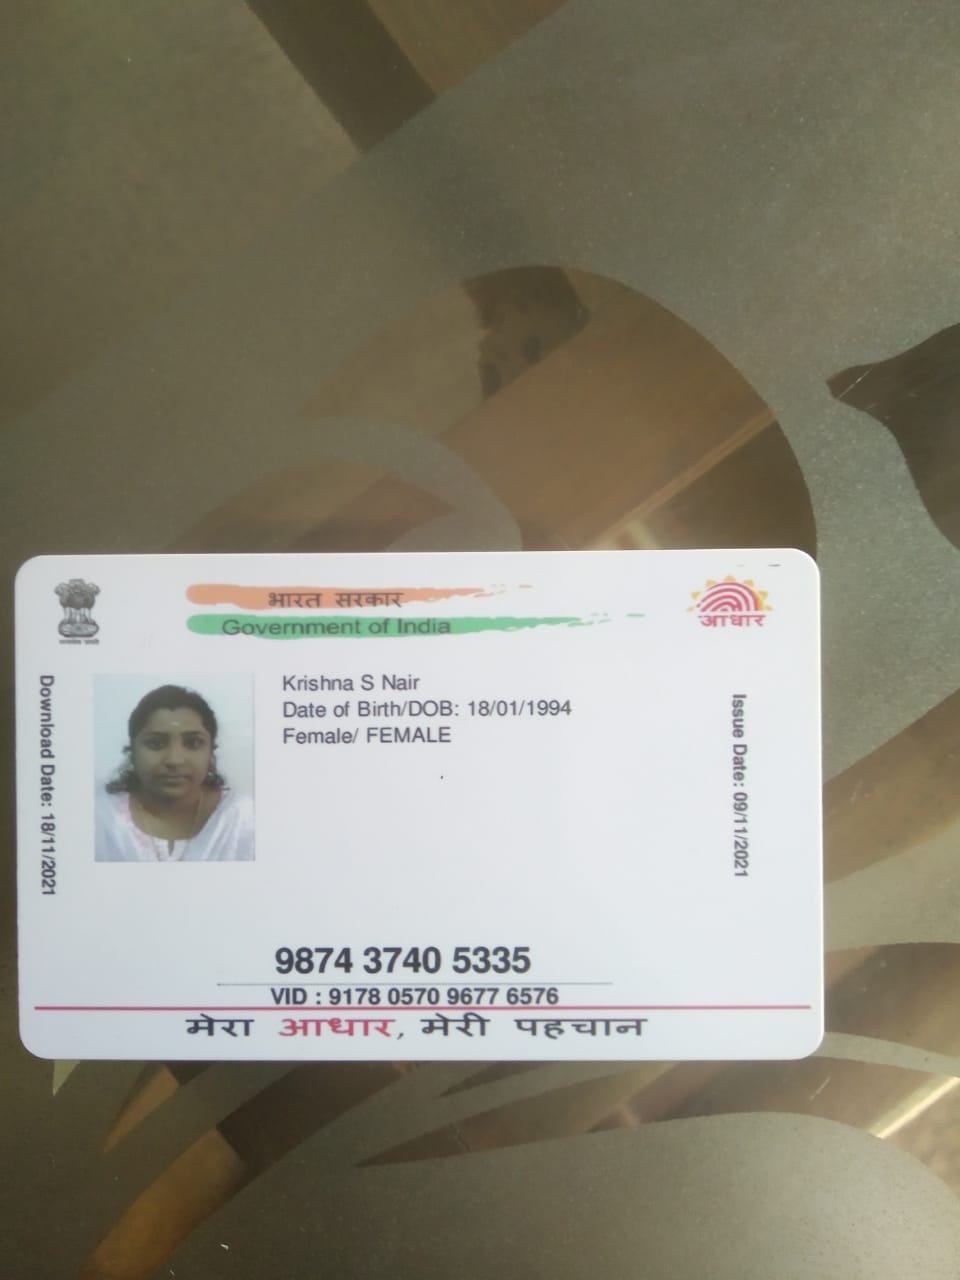 भारत सरकार
Government of India
आधार
Krishna S Nair
Date of Birth/DOB: 18/01/1994
Female/ FEMALE
Download Date: 18/11/2021
Issue Date: 09/11/2021
9874 3740 5335
VID : 9178 0570 9677 6576
मेरा आधार, मेरी पहचान